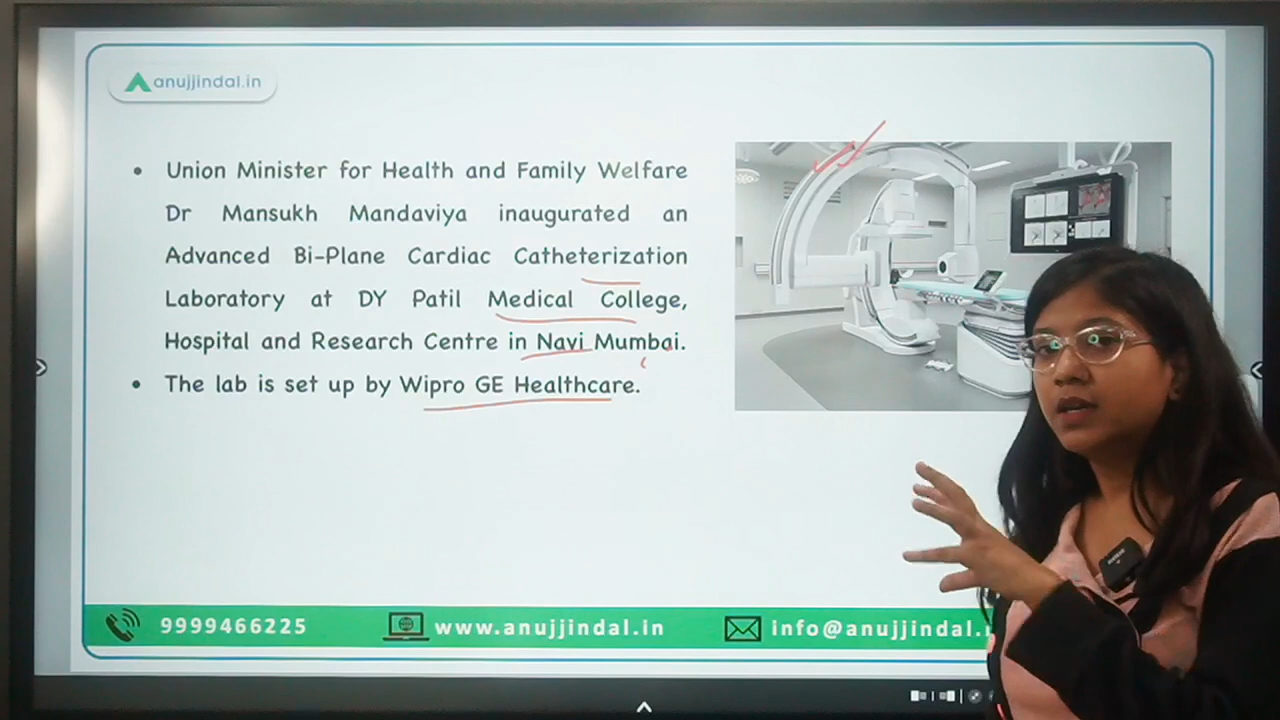 anujjindal.in
• Union Minister for Health and Family Welfare
Dr Mansukh Mandaviya inaugurated an
Advanced Bi-Plane Cardiac Catheterization
Laboratory at DY Patil Medical College,
Hospital and Research Centre in Navi Mumbai.
• The lab is set up by Wipro GE Healthcare.
9999466225 www.anujjindal.in info@anujjindal.i